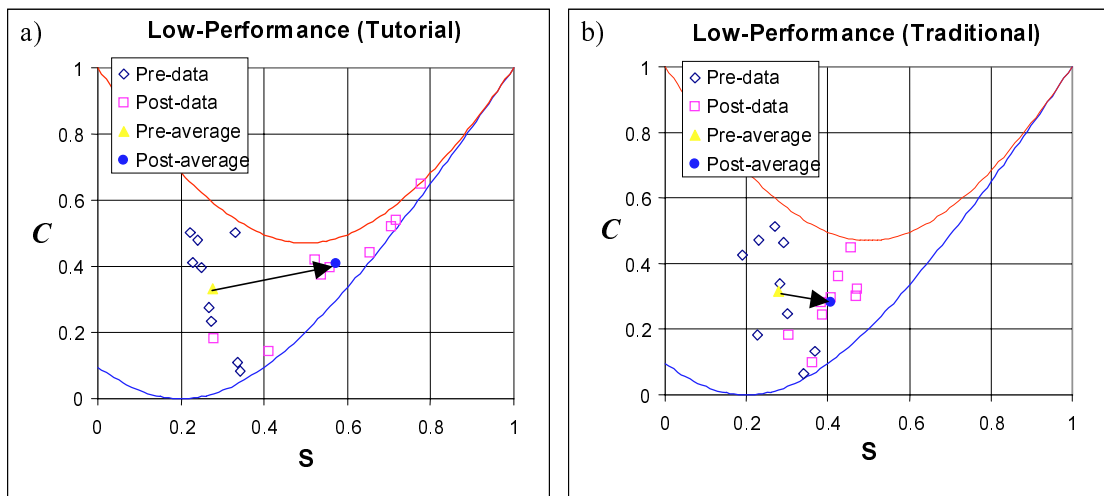 a)
Low-Performance (Tutorial)
Pre-data
Post-data
Pre-average
Post-average
1
0.8
0.6
0.4
0.2
0
C
0
0.2
0.4
0.6
0.8
1
S
b)
Low-Performance (Traditional)
Pre-data
Post-data
Pre-average
Post-average
1
0.8
0.6
0.4
0.2
0
C
0
0.2
0.4
0.6
0.8
1
S